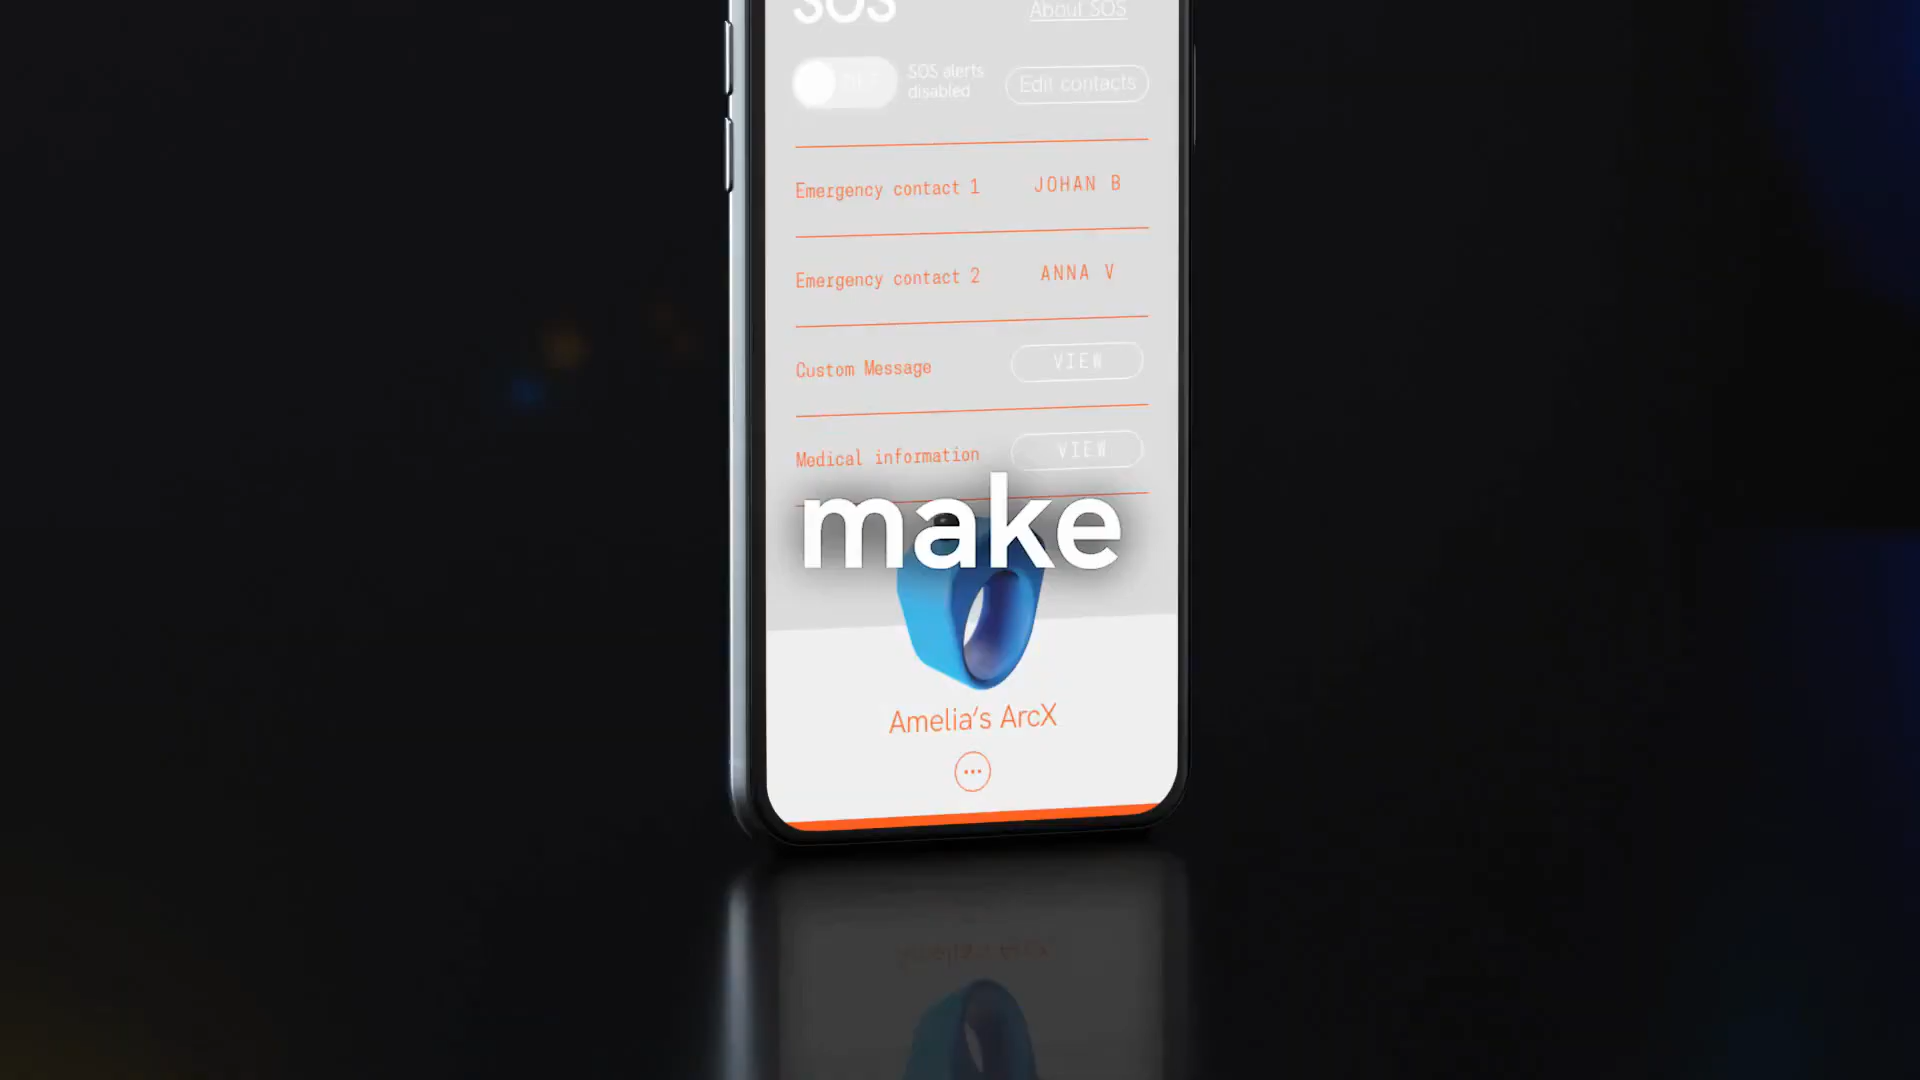 SOS
About SOS
SOS alerts
disabled
Edit contacts
Emergency contact 1 JOHAN B
Emergency contact 2 ANNA V
Custom Message VIEW
Medical information VIEW
make
Amelia's ArcX